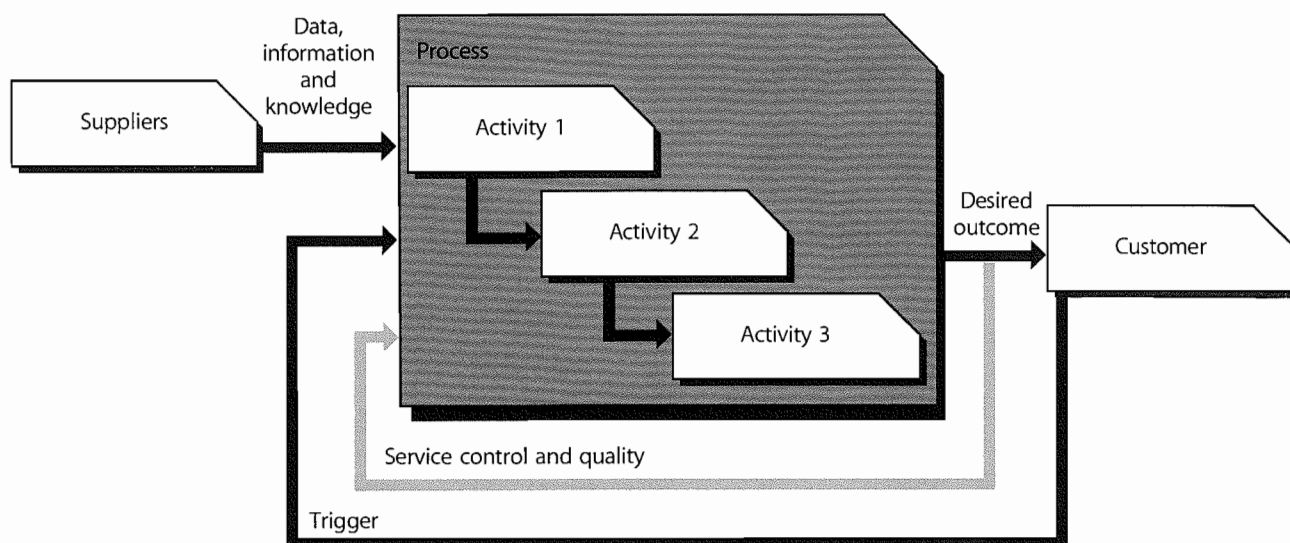 Data,
information
and
knowledge
Suppliers
Process
Activity 1
Activity 2
Activity 3
Desired
outcome
Customer
Service control and quality
Trigger